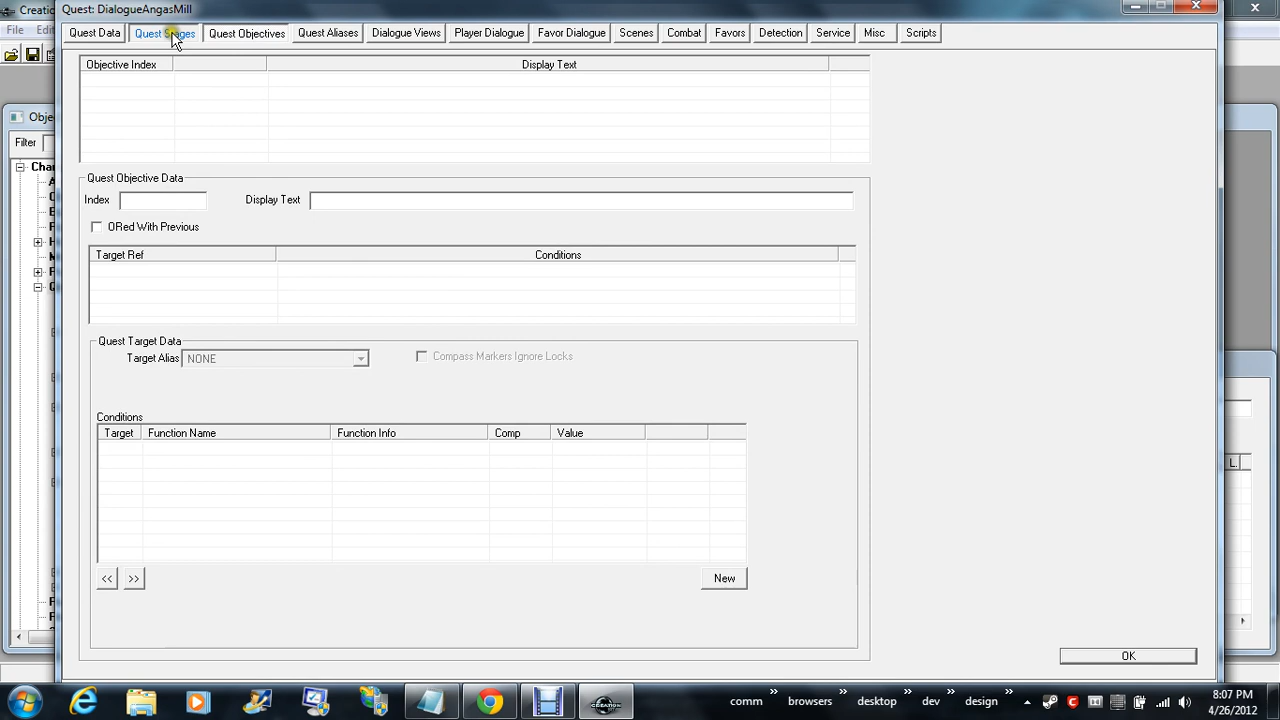 Creatio
Quest: DialogueAngasMill
File Ed
Quest Data Quest Stages Quest Objectives Quest Aliases Dialogue Views Player Dialogue Favor Dialogue Scenes Combat Favors Detection Service Misc Scripts
Objective Index Display Text
Obje
Filter
Cha
Quest Objective Data
Index Display Text
ORed With Previous
Target Ref Conditions
Quest Target Data
Target Alias NONE Compass Markers Ignore Locks
Conditions
Target Function Name Function Info Comp Value
L.
<< >> New
OK
comm » browsers » desktop » dev » design »
8:07 PM
4/26/2012